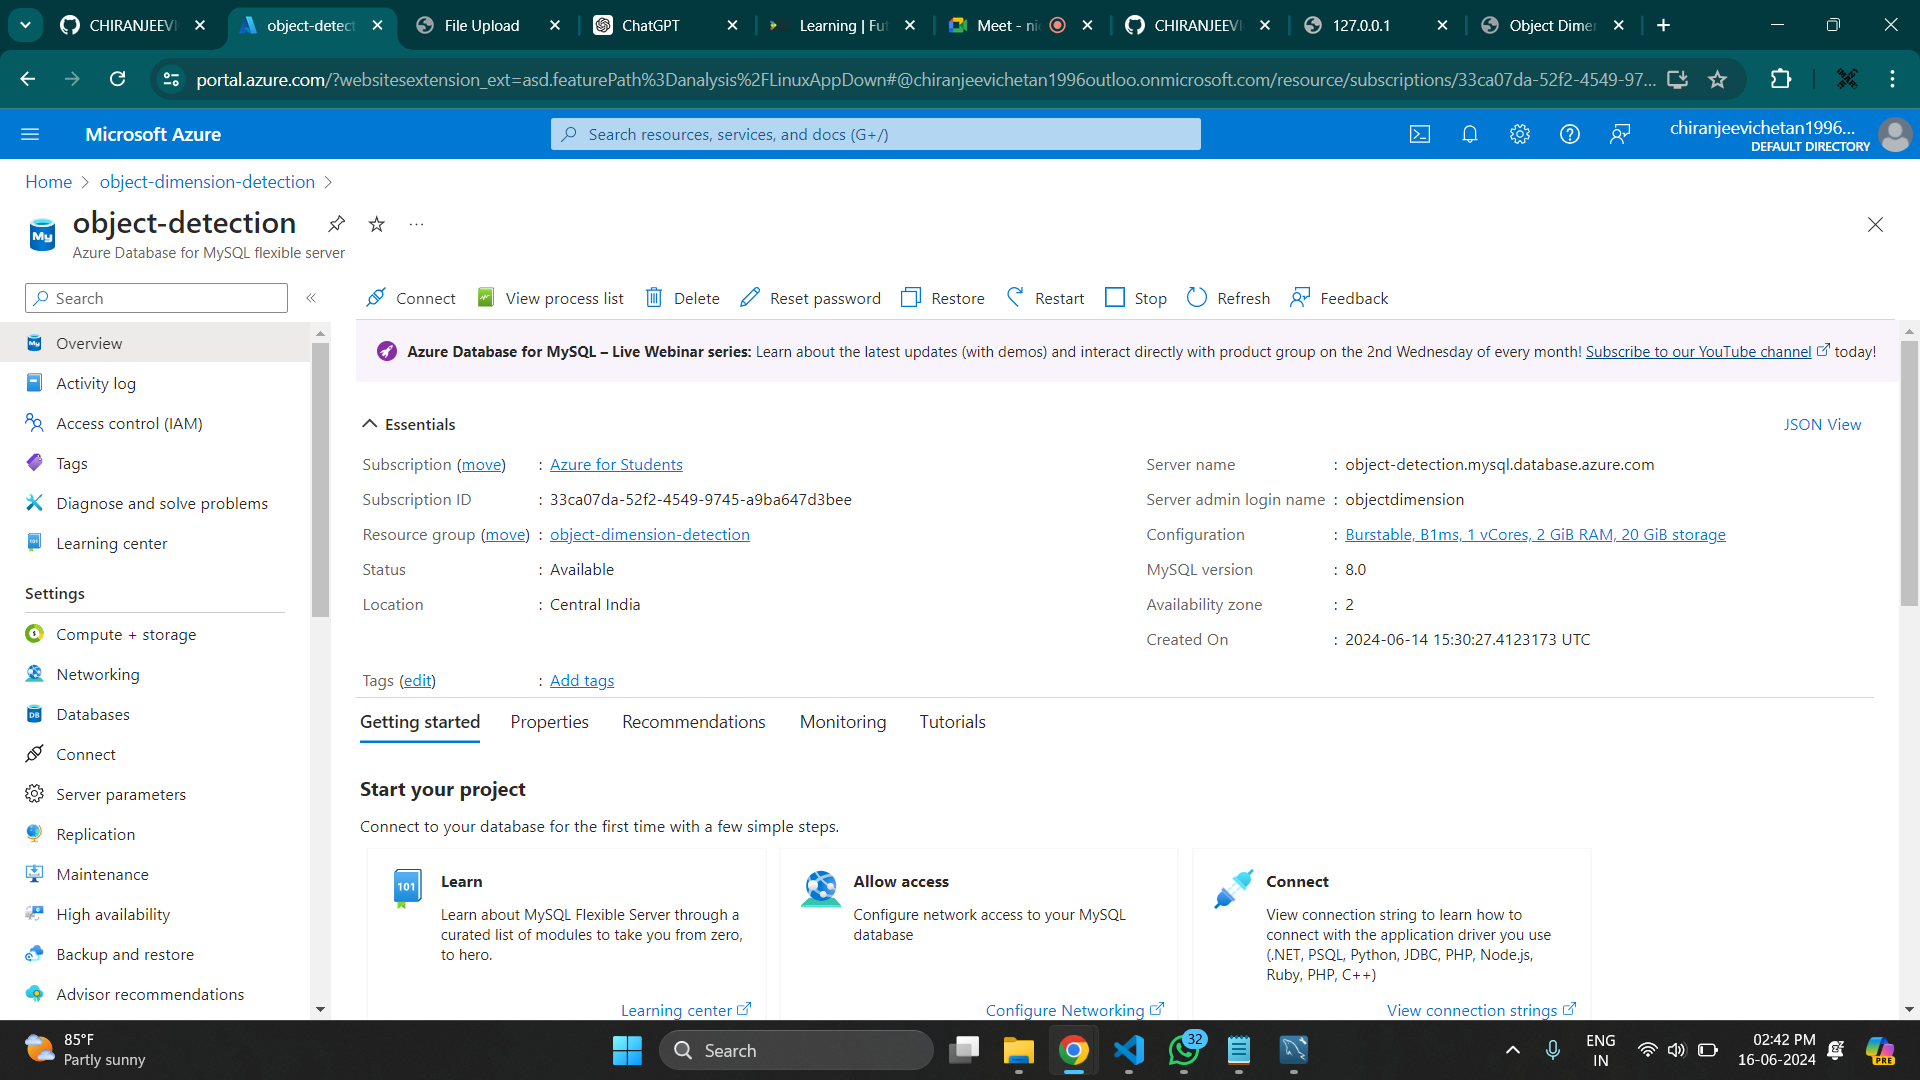 CHIRANJEEVI
object-detect
File Upload
ChatGPT
Learning | Fut
Meet - nic
CHIRANJEEVI
127.0.0.1
Object Dimen
portal.azure.com/?websitesextension_ext=asd.featurePath%3Danalysis%2FLinuxAppDown#@chiranjeevichetan1996outloo.onmicrosoft.com/resource/subscriptions/33ca07da-52f2-4549-97...
Microsoft Azure
Search resources, services, and docs (G+/)
chiranjeevichetan1996...
DEFAULT DIRECTORY
Home > object-dimension-detection >
object-detection
...
Azure Database for MySQL flexible server
Search
«
Connect
View process list
Delete
Reset password
Restore
Restart
Stop
Refresh
Feedback
Overview
Activity log
Access control (IAM)
Tags
Diagnose and solve problems
Learning center
Settings
Compute + storage
Networking
Databases
Connect
Server parameters
Replication
Maintenance
High availability
Backup and restore
Advisor recommendations
Azure Database for MySQL – Live Webinar series: Learn about the latest updates (with demos) and interact directly with product group on the 2nd Wednesday of every month! Subscribe to our YouTube channel today!
Essentials
JSON View
Subscription (move) : Azure for Students
Subscription ID : 33ca07da-52f2-4549-9745-a9ba647d3bee
Resource group (move) : object-dimension-detection
Status : Available
Location : Central India
Server name : object-detection.mysql.database.azure.com
Server admin login name : objectdimension
Configuration : Burstable, B1ms, 1 vCores, 2 GiB RAM, 20 GiB storage
MySQL version : 8.0
Availability zone : 2
Created On : 2024-06-14 15:30:27.4123173 UTC
Tags (edit) : Add tags
Getting started
Properties
Recommendations
Monitoring
Tutorials
Start your project
Connect to your database for the first time with a few simple steps.
101
Learn
Learn about MySQL Flexible Server through a
curated list of modules to take you from zero,
to hero.
Learning center
Allow access
Configure network access to your MySQL
database
Configure Networking
Connect
View connection string to learn how to
connect with the application driver you use
(.NET, PSQL, Python, JDBC, PHP, Node.js,
Ruby, PHP, C++)
View connection strings
85°F
Partly sunny
Search
32
ENG
IN
02:42 PM
16-06-2024
PRE